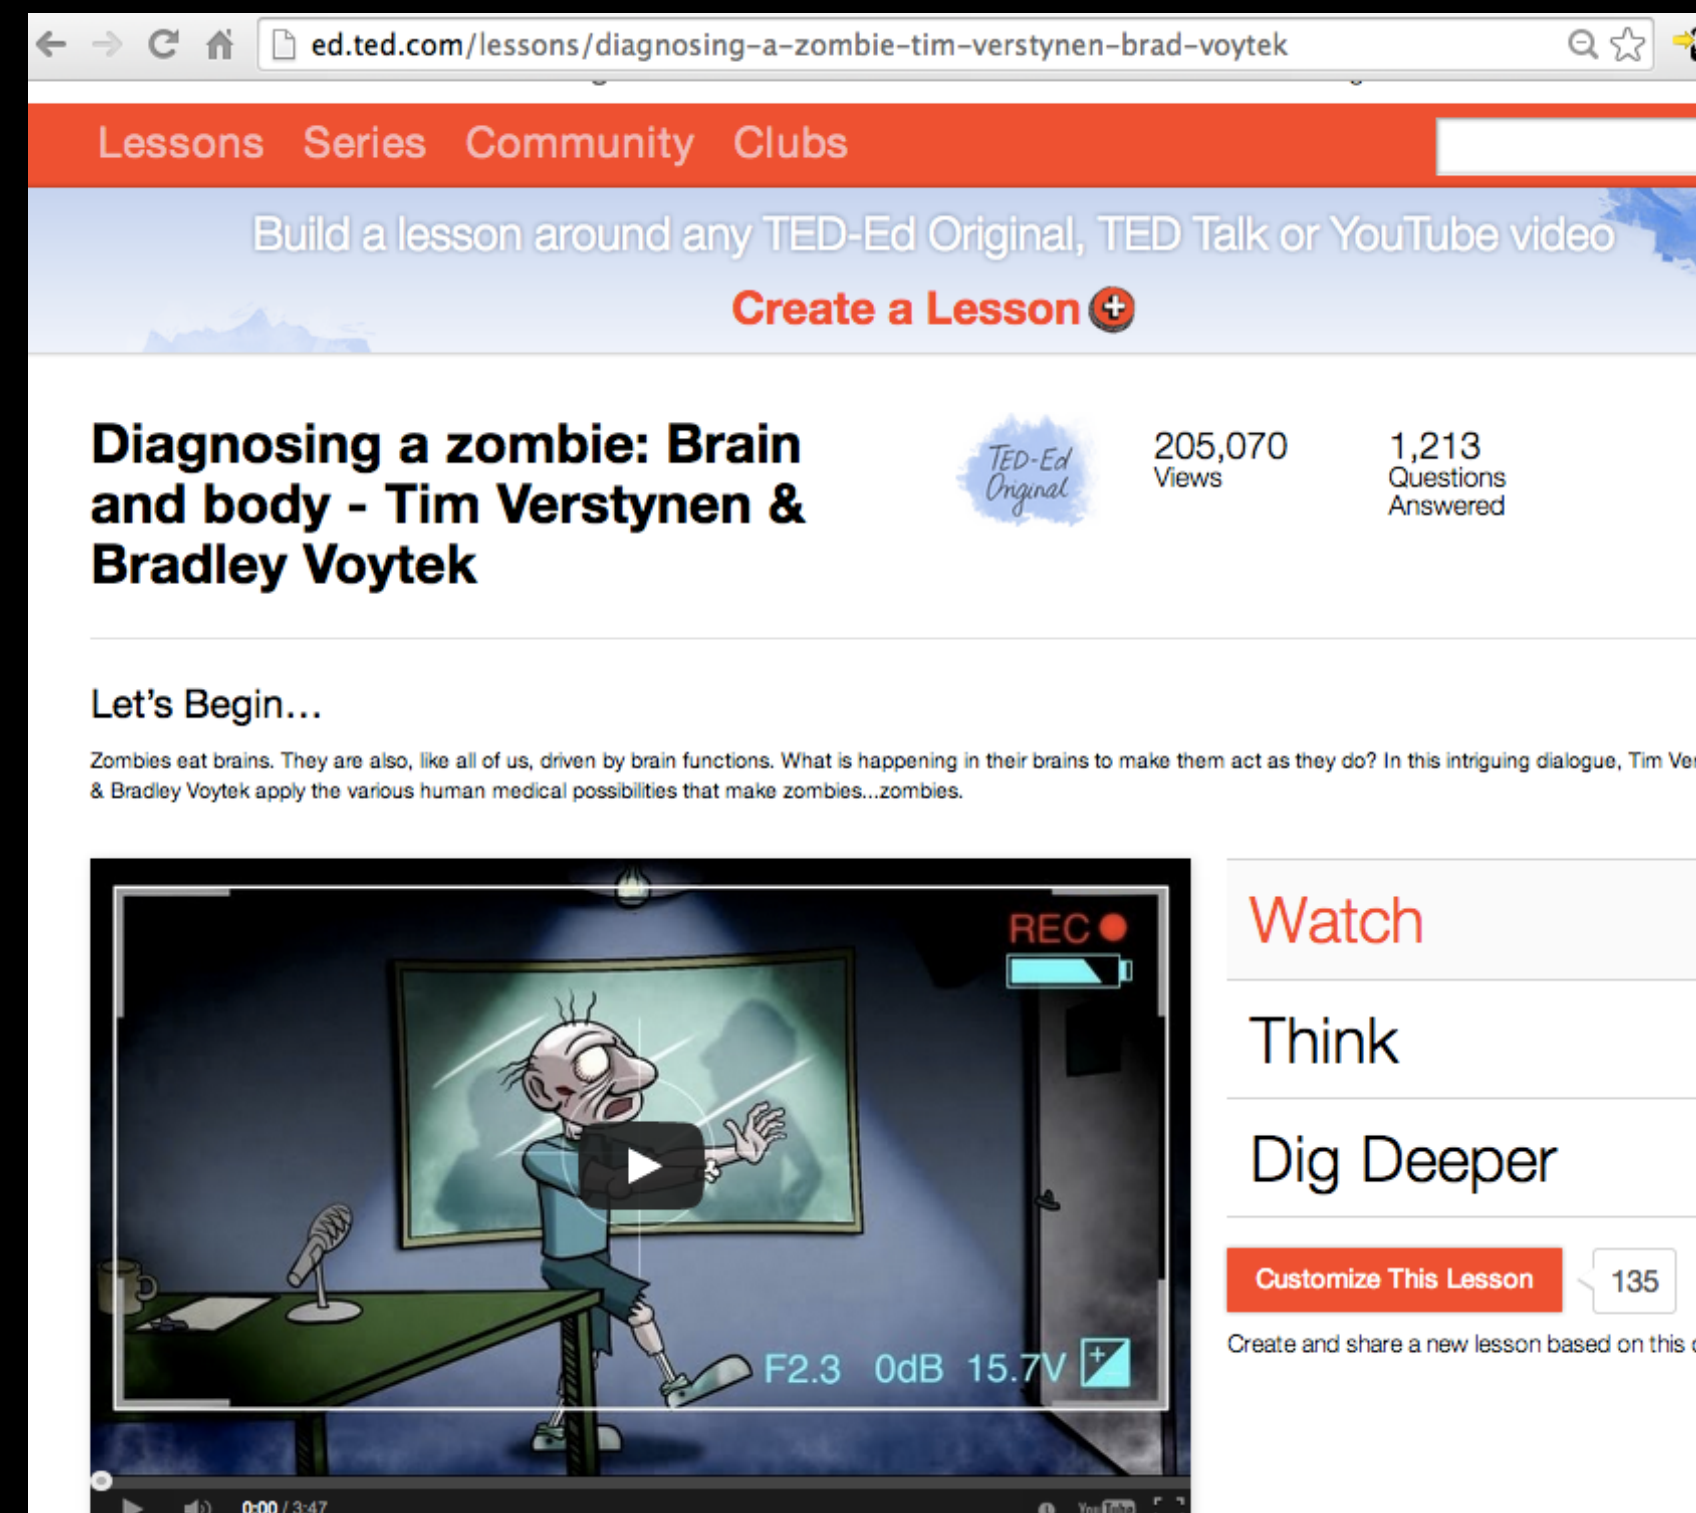 ed.ted.com/lessons/diagnosing-a-zombie-tim-verstynen-brad-voytek
Lessons Series Community Clubs
Build a lesson around any TED-Ed Original, TED Talk or YouTube video
Create a Lesson
Diagnosing a zombie: Brain
and body - Tim Verstynen &
Bradley Voytek
TED-Ed
Original
205,070
Views
1,213
Questions
Answered
Let's Begin...
Zombies eat brains. They are also, like all of us, driven by brain functions. What is happening in their brains to make them act as they do? In this intriguing dialogue, Tim
& Bradley Voytek apply the various human medical possibilities that make zombies...zombies.
REC
F2.3 0dB 15.7V
0:00 / 3:47
YouTube
Watch
Think
Dig Deeper
Customize This Lesson
135
Create and share a new lesson based on this